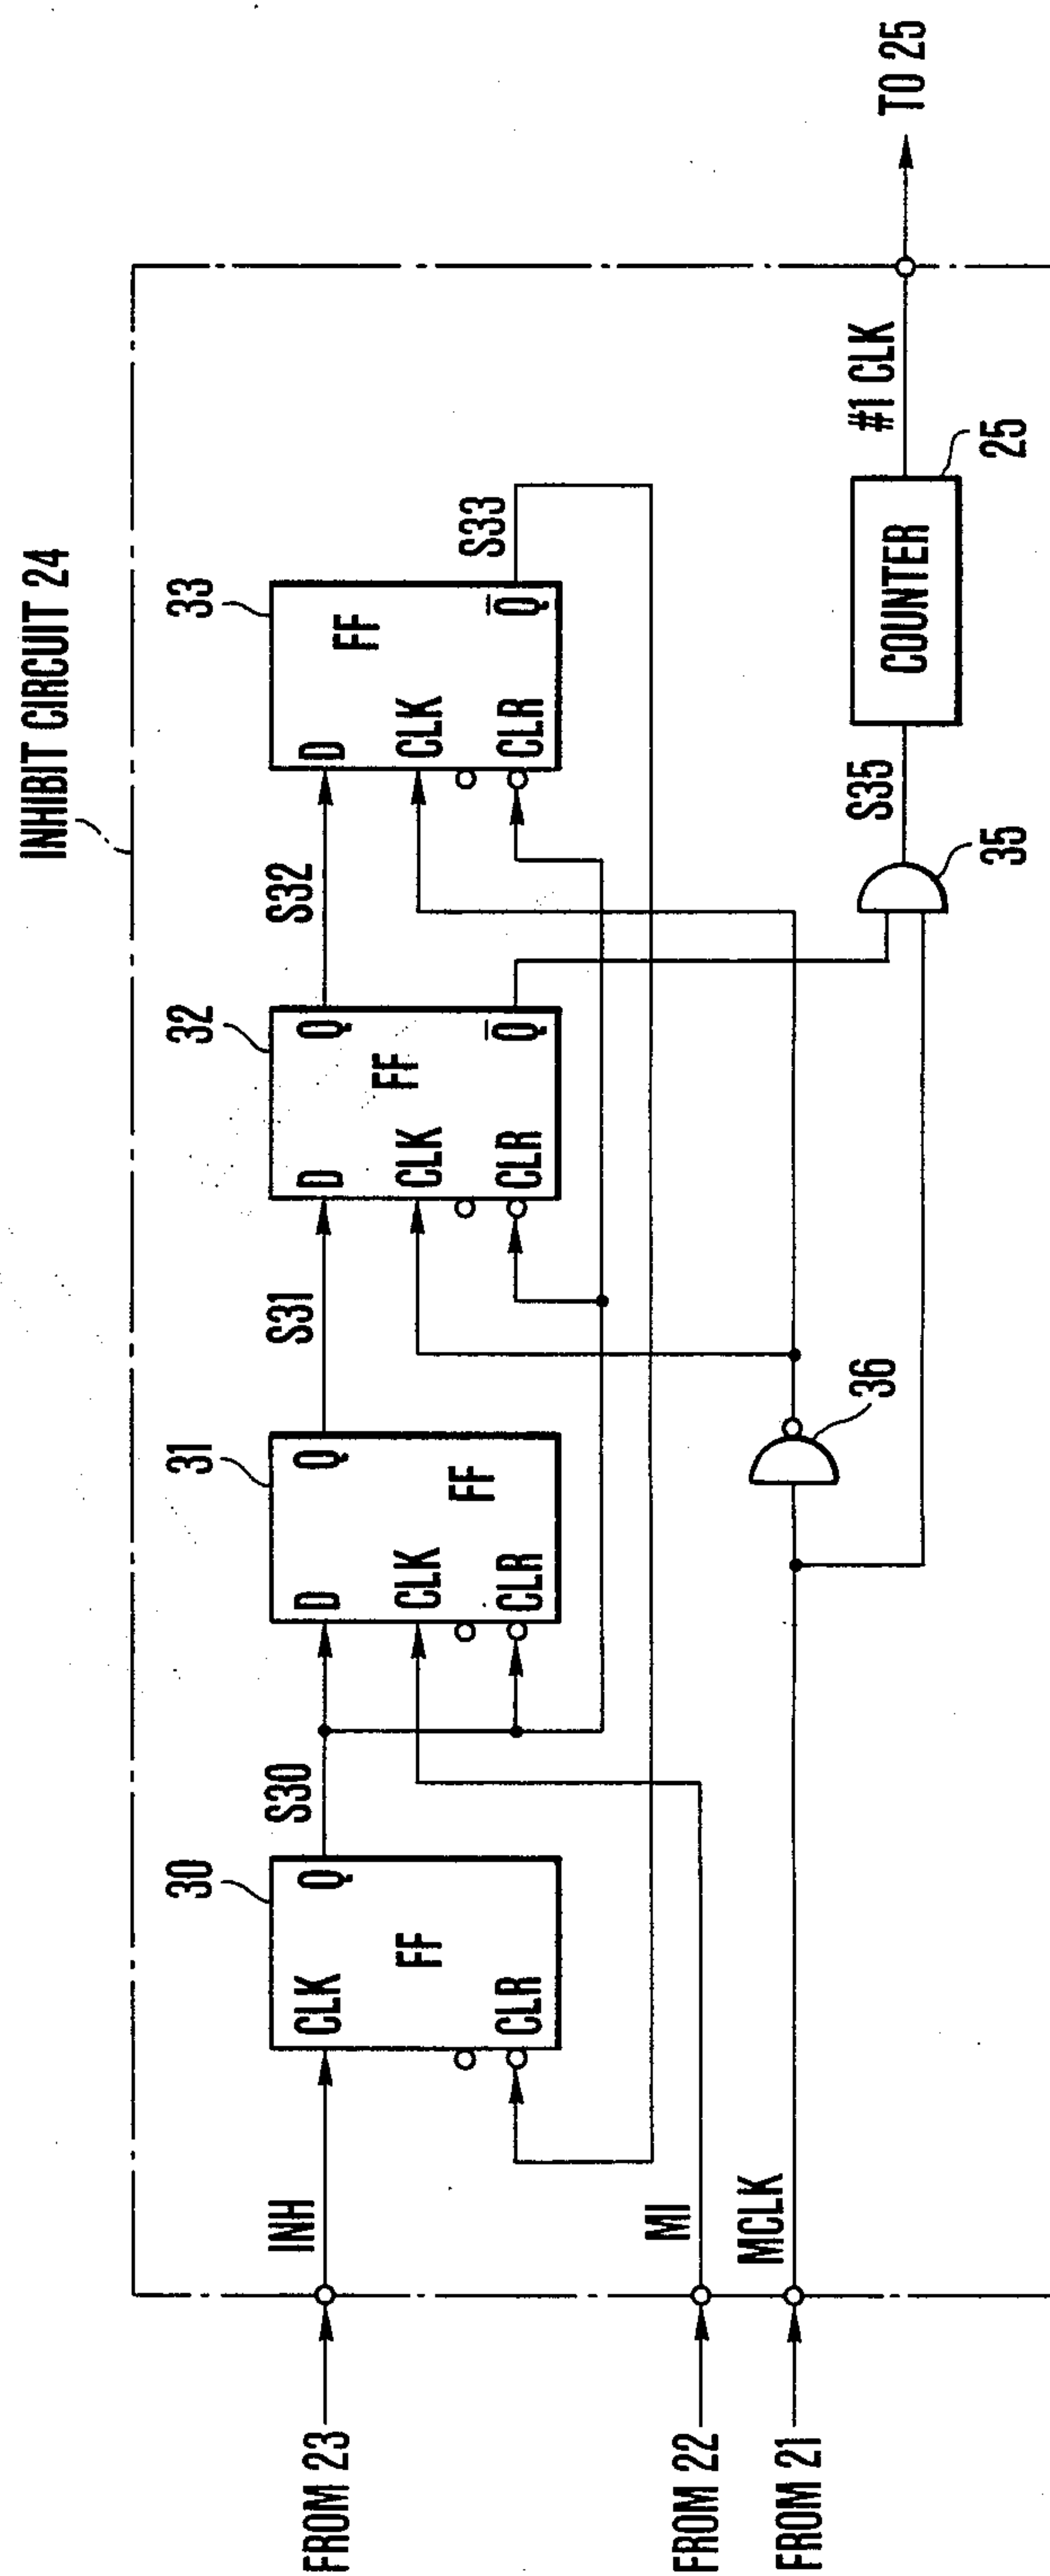 INHIBIT CIRCUIT 24
30
31
32
33
FROM 23
INH
CLK
Q
FF
CLR
S30
D
Q
CLK
FF
CLR
S31
D
Q
FF
CLK
CLR
Q̅
S32
D
FF
CLK
CLR
Q̅
S33
FROM 22
MI
FROM 21
MCLK
36
35
S35
COUNTER
25
#1 CLK
TO 25